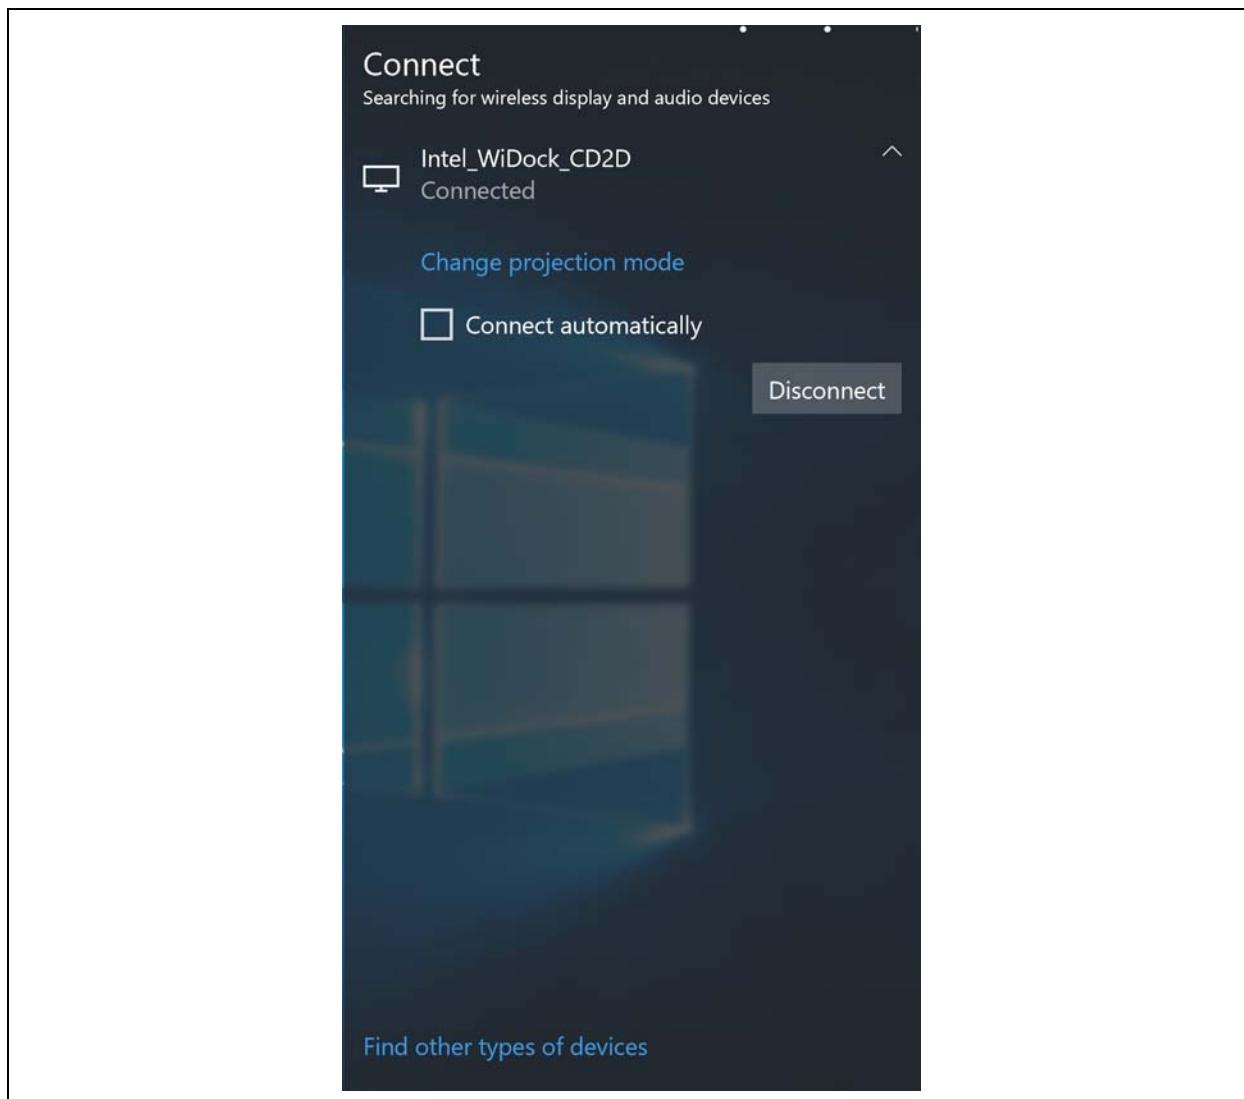 Connect
Searching for wireless display and audio devices
Intel_WiDock_CD2D
Connected
Change projection mode
Connect automatically
Disconnect
Find other types of devices